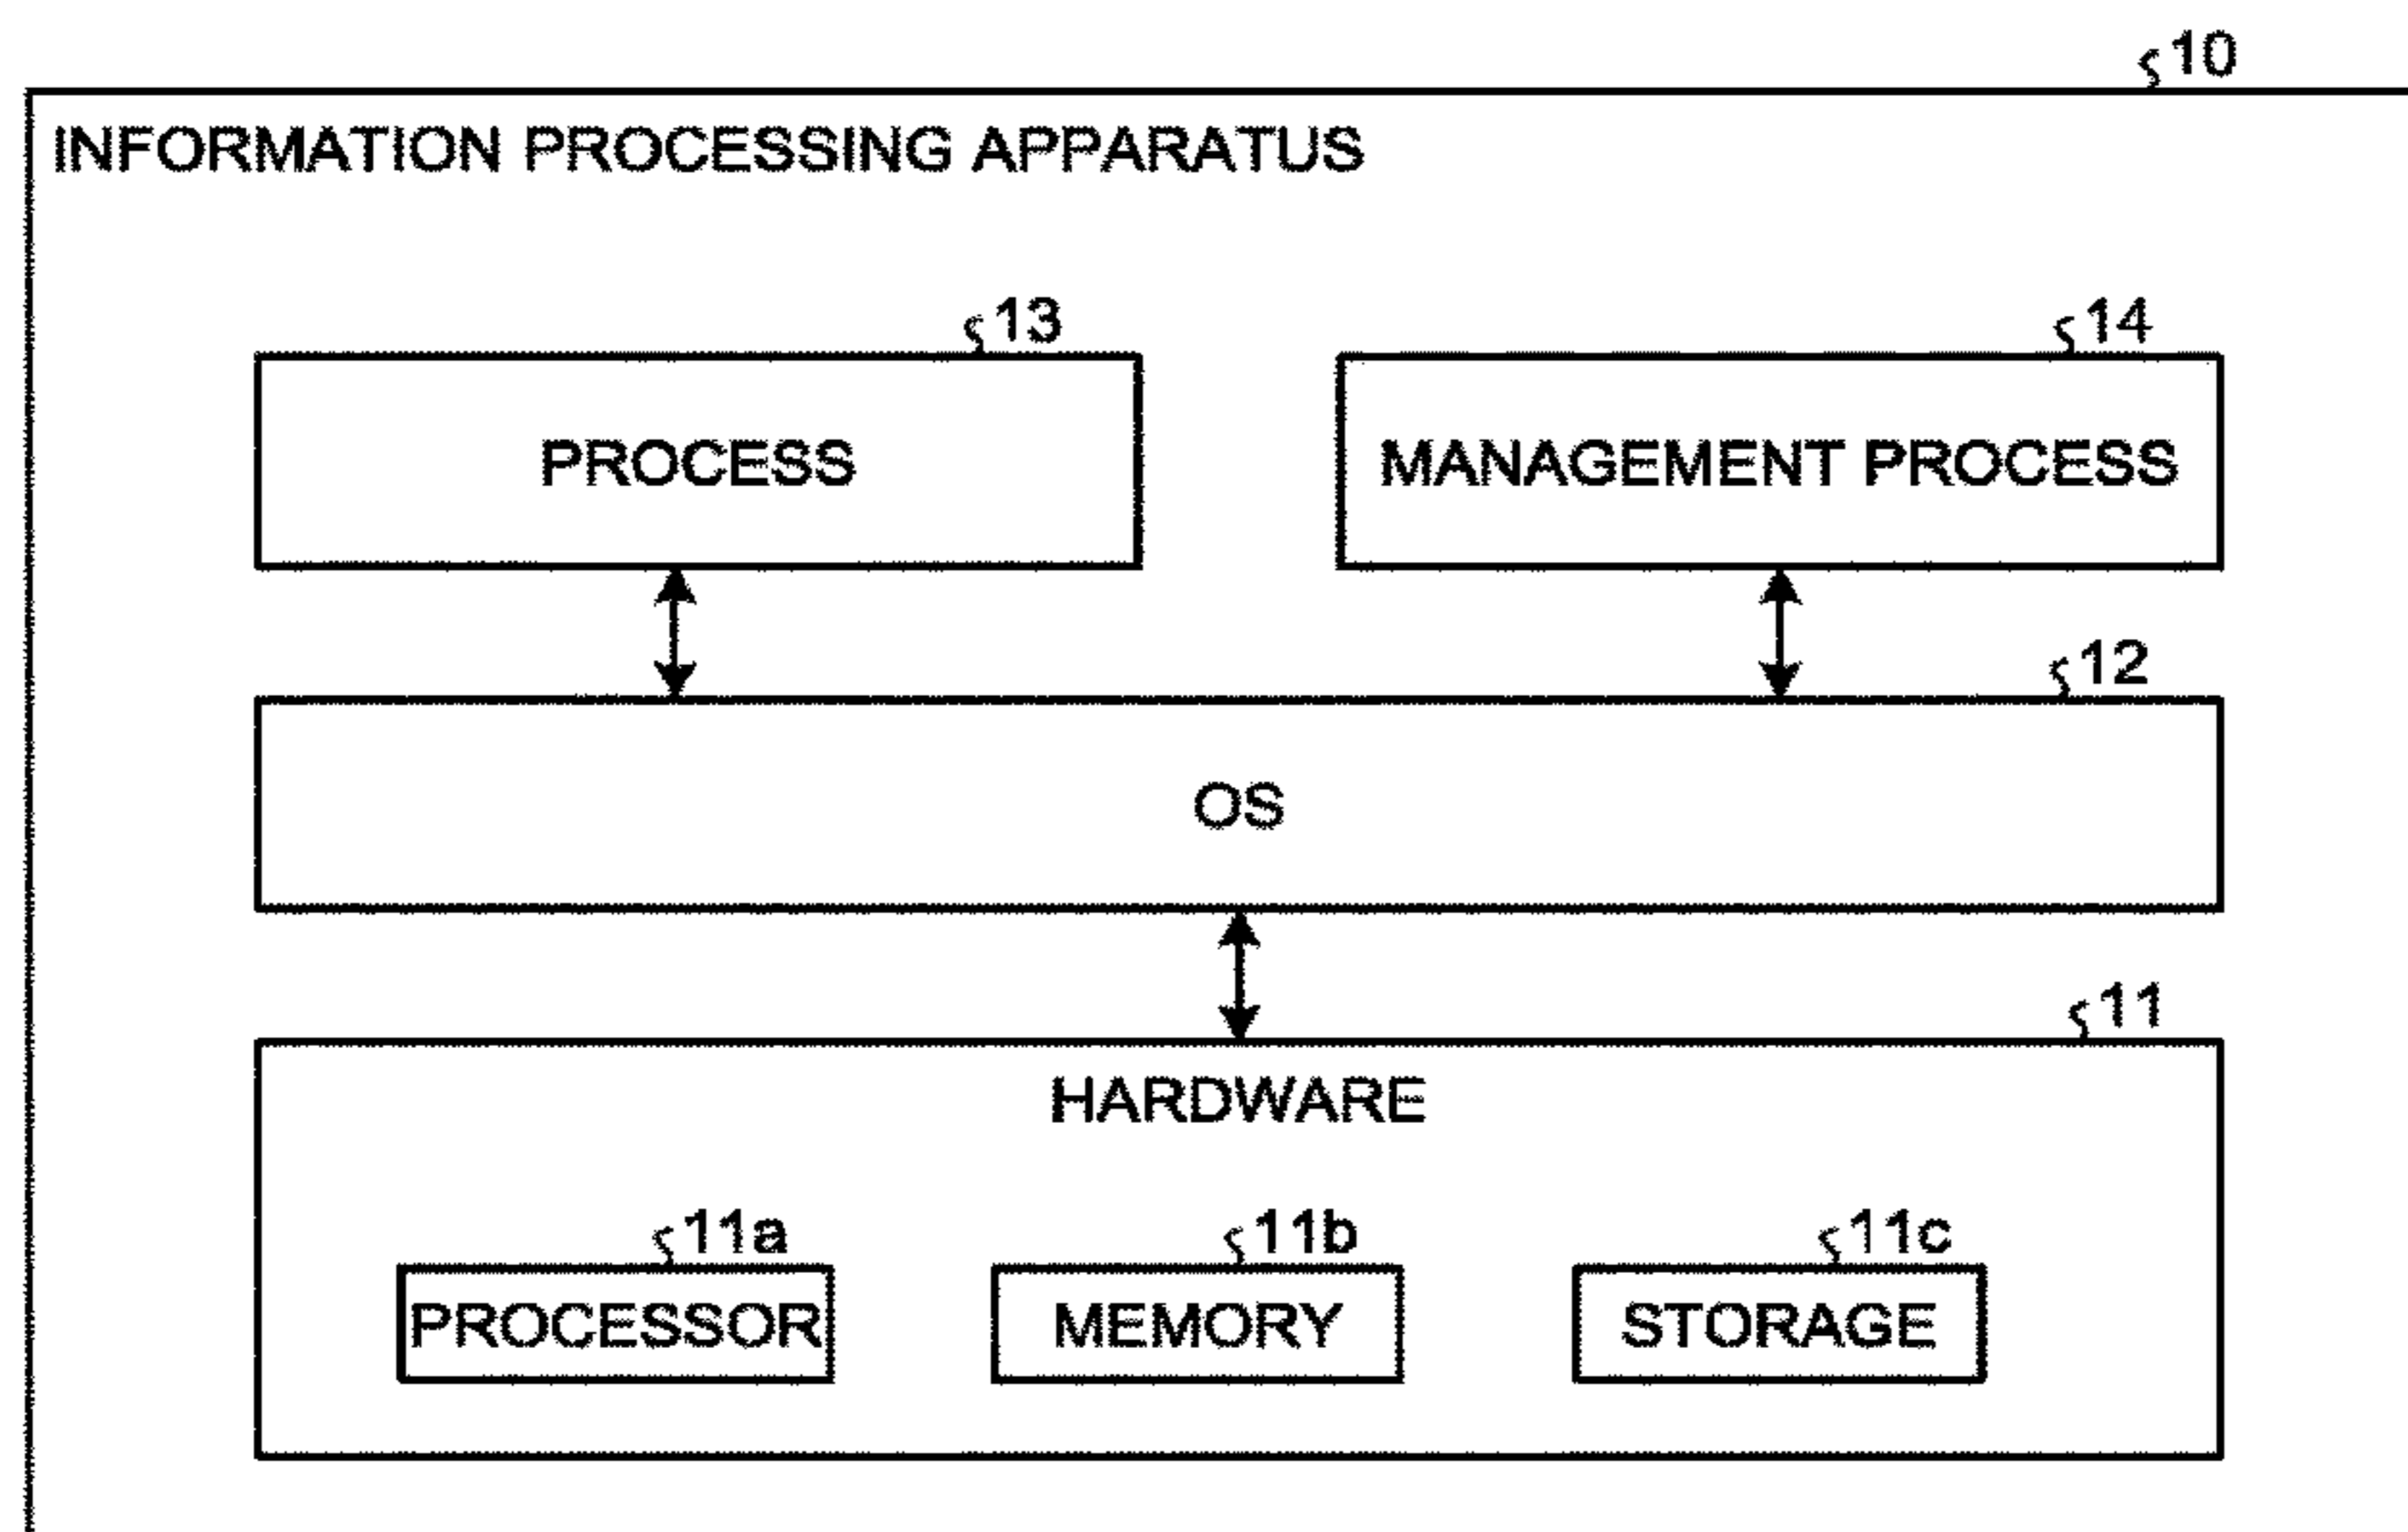 10
INFORMATION PROCESSING APPARATUS
13
14
PROCESS
MANAGEMENT PROCESS
12
OS
11
HARDWARE
11a
11b
11c
PROCESSOR
MEMORY
STORAGE